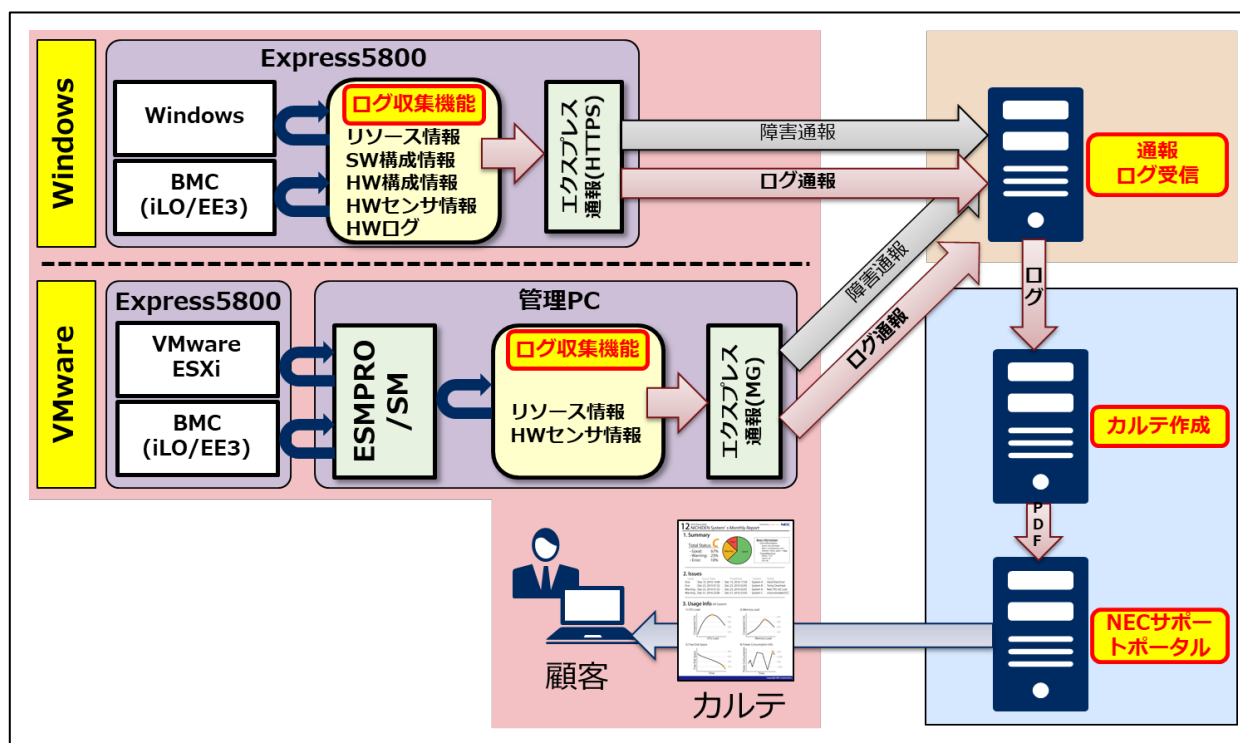 Windows
Express5800
Windows
BMC
(iLO/EE3)
ログ収集機能
リソース情報
SW構成情報
HW構成情報
HWセンサ情報
HWログ
エクスプレス
通報(HTTPS)
障害通報
ログ通報
通報
ログ受信
VMware
Express5800
VMware
ESXi
BMC
(iLO/EE3)
管理PC
ESMPRO
/SM
ログ収集機能
リソース情報
HWセンサ情報
エクスプレス
通報(MG)
障害通報
ログ通報
ログ
カルテ作成
PDF
NECサポー
トポータル
顧客
12
NICHIDEN System's Monthly Report
1. Summary
Total Status: C
2. Issues
3. Usage Info
カルテ